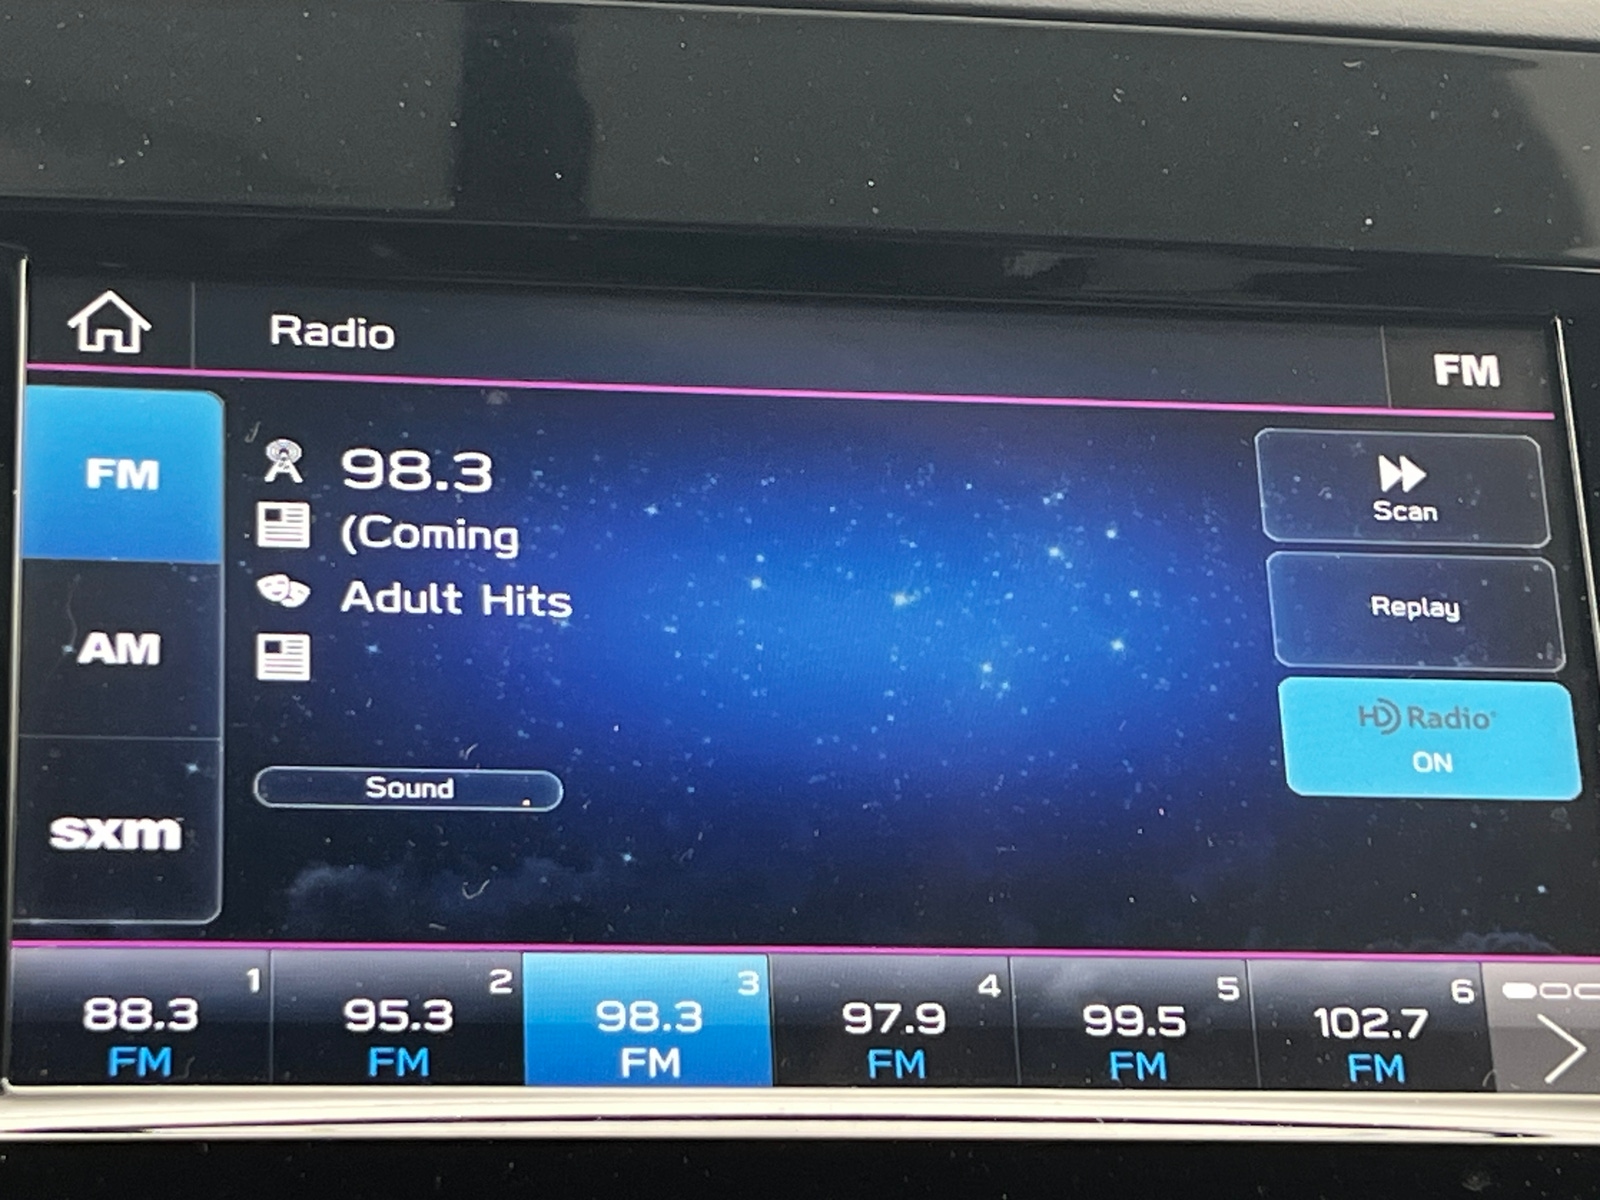 Radio
FM
FM
AM
sxm
98.3
(Coming
Adult Hits
Sound
Scan
Replay
HD Radio
ON
1
88.3
FM
2
95.3
FM
3
98.3
FM
4
97.9
FM
5
99.5
FM
6
102.7
FM